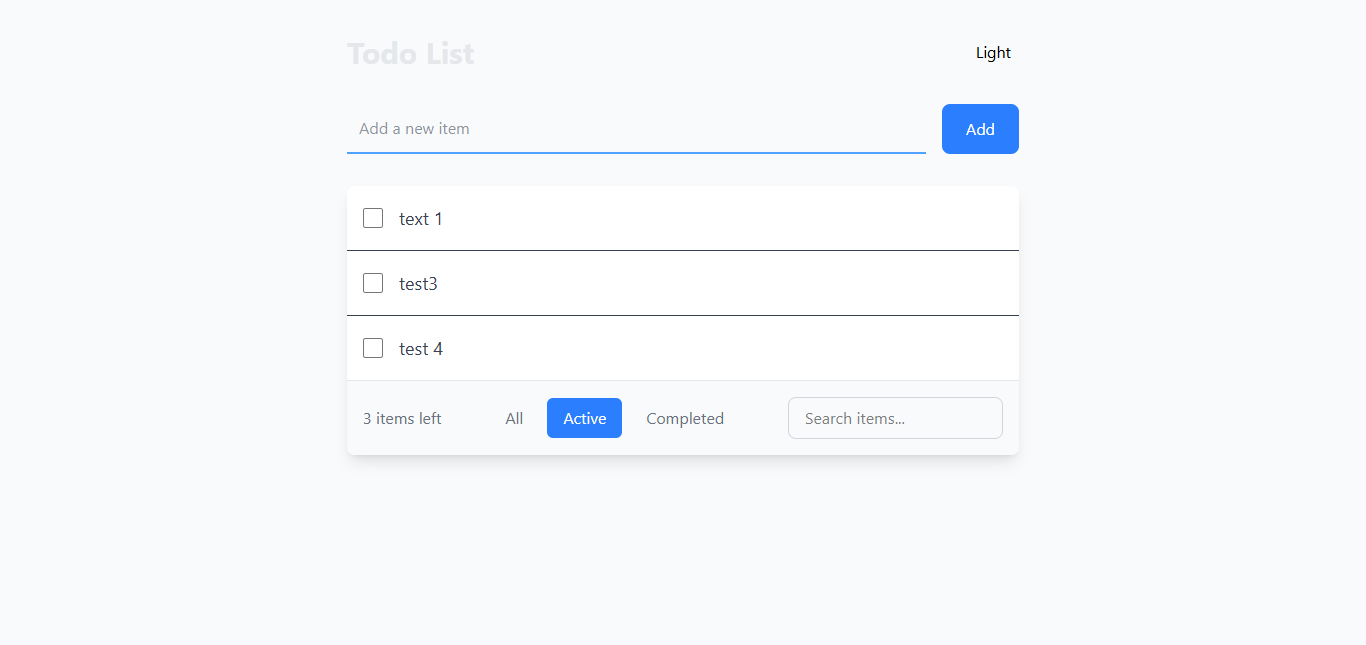 Todo List
Light
Add a new item
Add
text 1
test3
test 4
3 items left
All
Active
Completed
Search items...